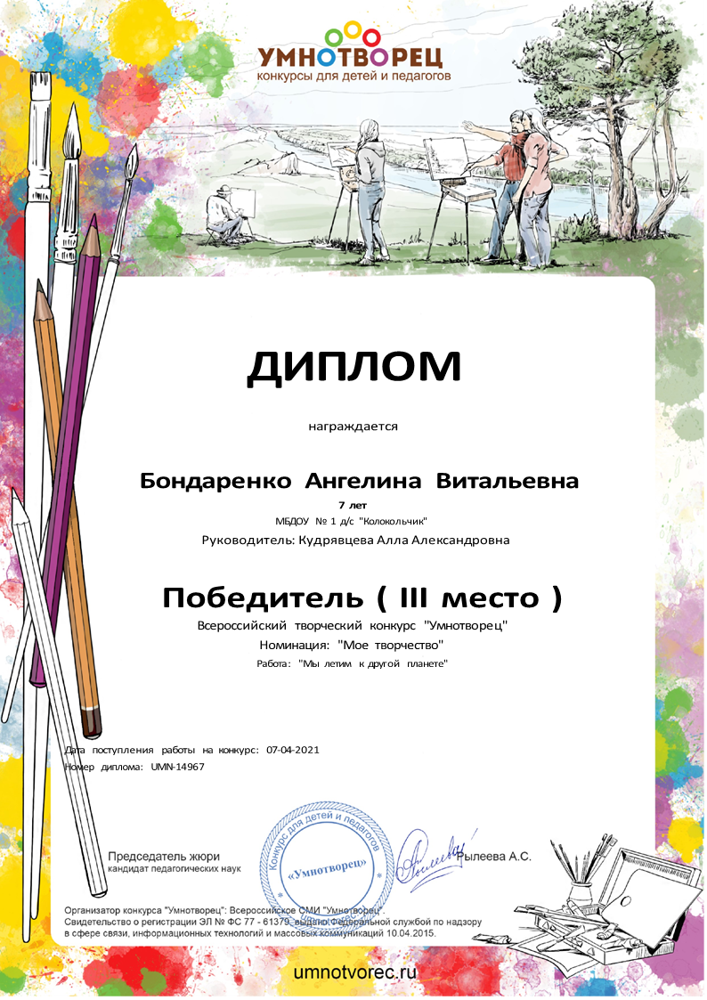 УМНОТВОРЕЦ
конкурсы для детей и педагогов
ДИПЛОМ
награждается
Бондаренко Ангелина Витальевна
7 лет
МБДОУ № 1 д/с "Колокольчик"
Руководитель: Кудрявцева Алла Александровна
Победитель ( III место )
Всероссийский творческий конкурс "Умнотворец"
Номинация: "Мое творчество"
Работа: "Мы летим к другой планете"
Дата поступления работы на конкурс: 07-04-2021
Номер диплома: UMN-14967
Председатель жюри
кандидат педагогических наук
Конкурс для детей и педагогов
«Умнотворец»
Рылеева А.С.
Организатор конкурса "Умнотворец": Всероссийское СМИ "Умнотворец".
Свидетельство о регистрации ЭЛ № ФС 77 - 61379, выдано Федеральной службой по надзору
в сфере связи, информационных технологий и массовых коммуникаций 10.04.2015.
umnotvorec.ru